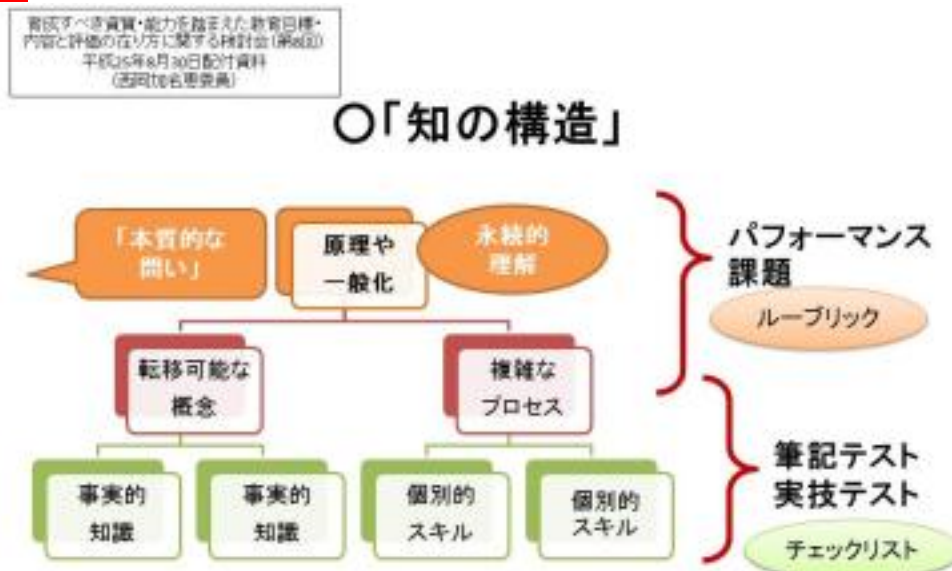 育成すべき資質・能力を踏まえた教育目標・
内容と評価の在り方に関する検討会(第8回)
平成25年8月30日配付資料
(西岡加名恵委員)
〇「知の構造」
「本質的な
問い」
原理や
一般化
永続的
理解
パフォーマンス
課題
ルーブリック
転移可能な
概念
複雑な
プロセス
事実的
知識
事実的
知識
個別的
スキル
個別的
スキル
筆記テスト
実技テスト
チェックリスト